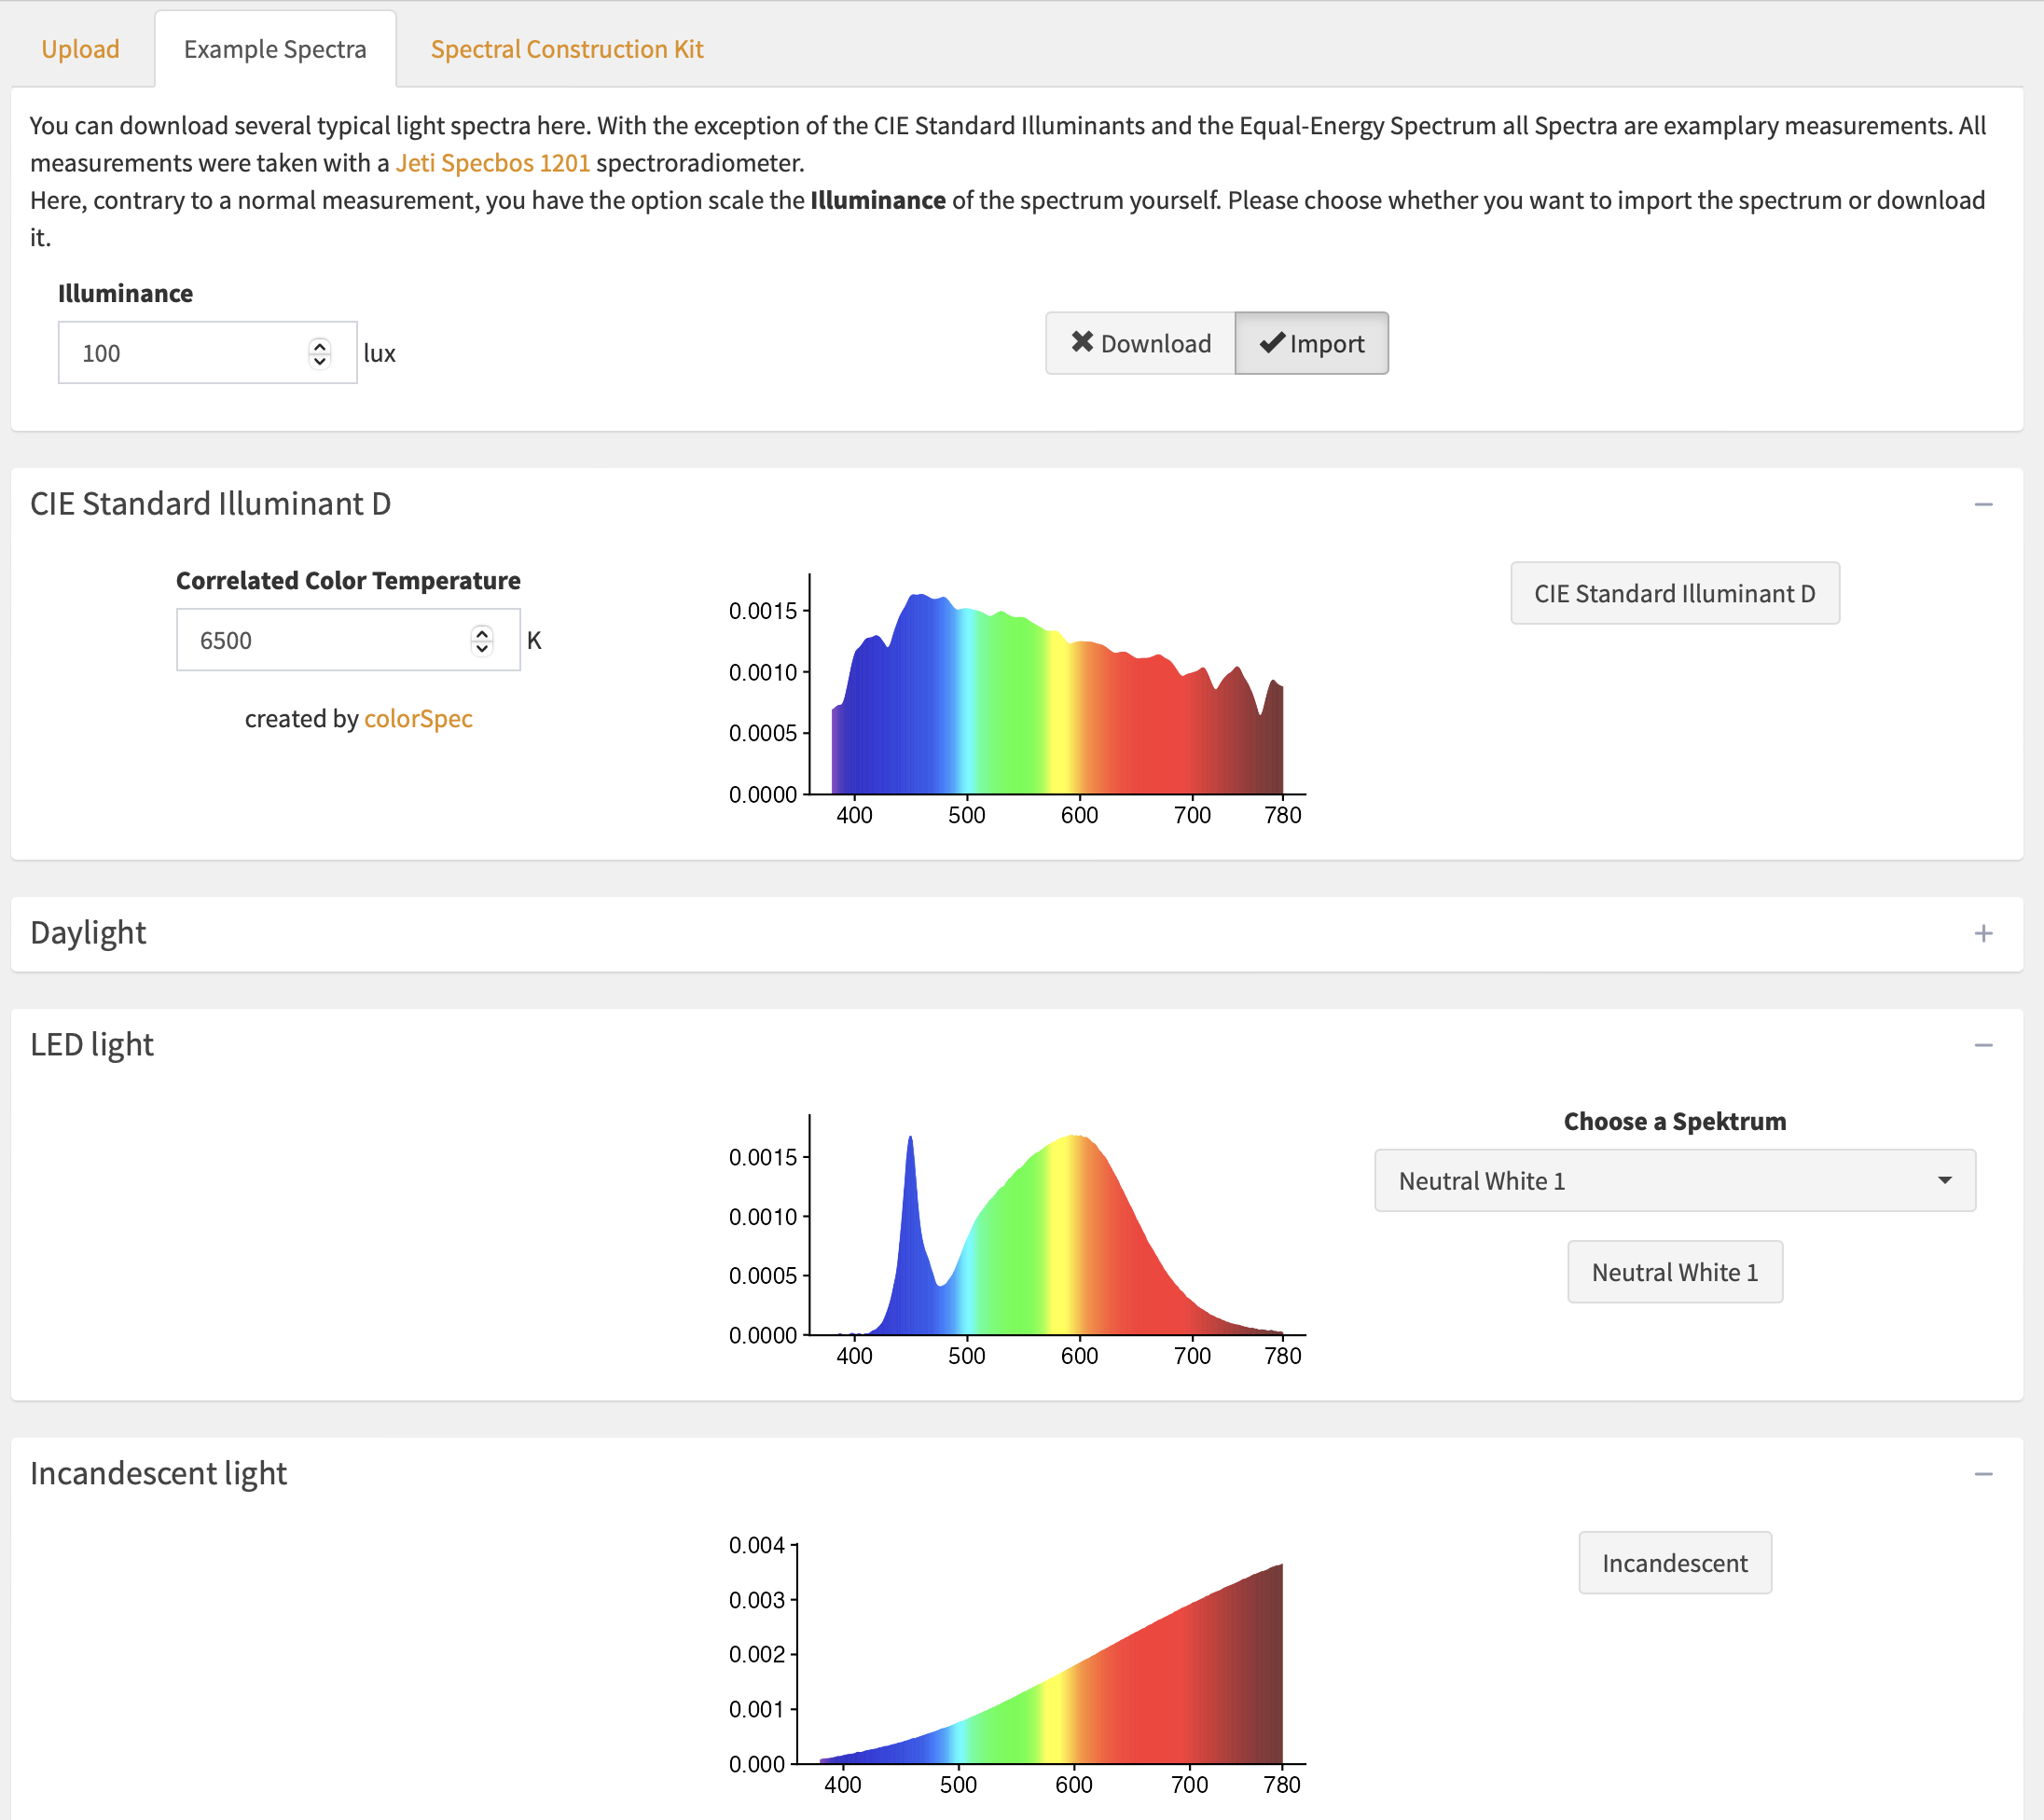 Upload
Example Spectra
Spectral Construction Kit
You can download several typical light spectra here. With the exception of the CIE Standard Illuminants and the Equal-Energy Spectrum all Spectra are examplary measurements. All
measurements were taken with a Jeti Specbos 1201 spectroradiometer.
Here, contrary to a normal measurement, you have the option scale the Illuminance of the spectrum yourself. Please choose whether you want to import the spectrum or download
it.
Illuminance
100
lux
Download
Import
CIE Standard Illuminant D
Correlated Color Temperature
6500
K
created by colorSpec
0.0015
0.0010
0.0005
0.0000
400 500 600 700 780
CIE Standard Illuminant D
Daylight
LED light
0.0015
0.0010
0.0005
0.0000
400 500 600 700 780
Choose a Spektrum
Neutral White 1
Neutral White 1
Incandescent light
0.004
0.003
0.002
0.001
0.000
400 500 600 700 780
Incandescent